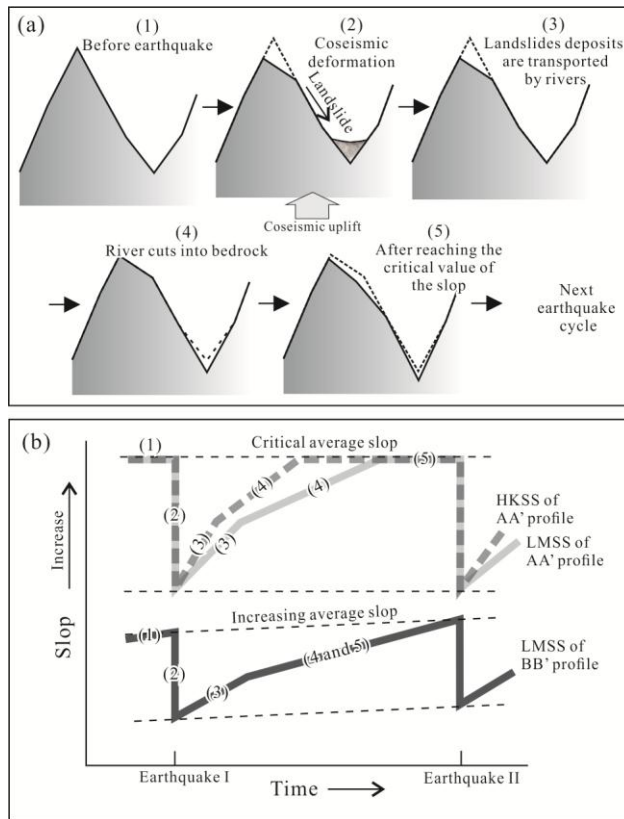 (a)
(1)
Before earthquake
(2)
Coseismic
deformation
Landslide
Coseismic uplift
(3)
Landslides deposits
are transported
by rivers
(4)
River cuts into bedrock
(5)
After reaching the
critical value of
the slop
Next
earthquake
cycle
(b)
(1)
Critical average slop
(5)
(4)
(4)
(2)
(3)
(3)
HKSS of
AA' profile
LMSS of
AA' profile
Increase
Slop
Increasing average slop
(1)
(2)
(3)
(4 and 5)
LMSS of
BB' profile
Earthquake I
Time
Earthquake II